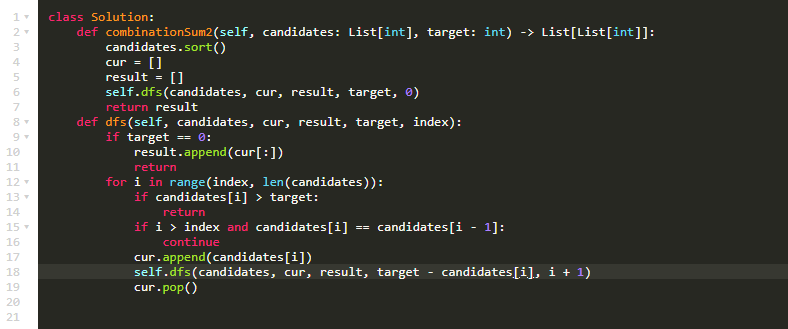 1 class Solution:
2     def combinationSum2(self, candidates: List[int], target: int) -> List[List[int]]:
3         candidates.sort()
4         cur = []
5         result = []
6         self.dfs(candidates, cur, result, target, 0)
7         return result
8     def dfs(self, candidates, cur, result, target, index):
9         if target == 0:
10             result.append(cur[:])
11             return
12         for i in range(index, len(candidates)):
13             if candidates[i] > target:
14                 return
15             if i > index and candidates[i] == candidates[i - 1]:
16                 continue
17             cur.append(candidates[i])
18             self.dfs(candidates, cur, result, target - candidates[i], i + 1)
19             cur.pop()
20
21